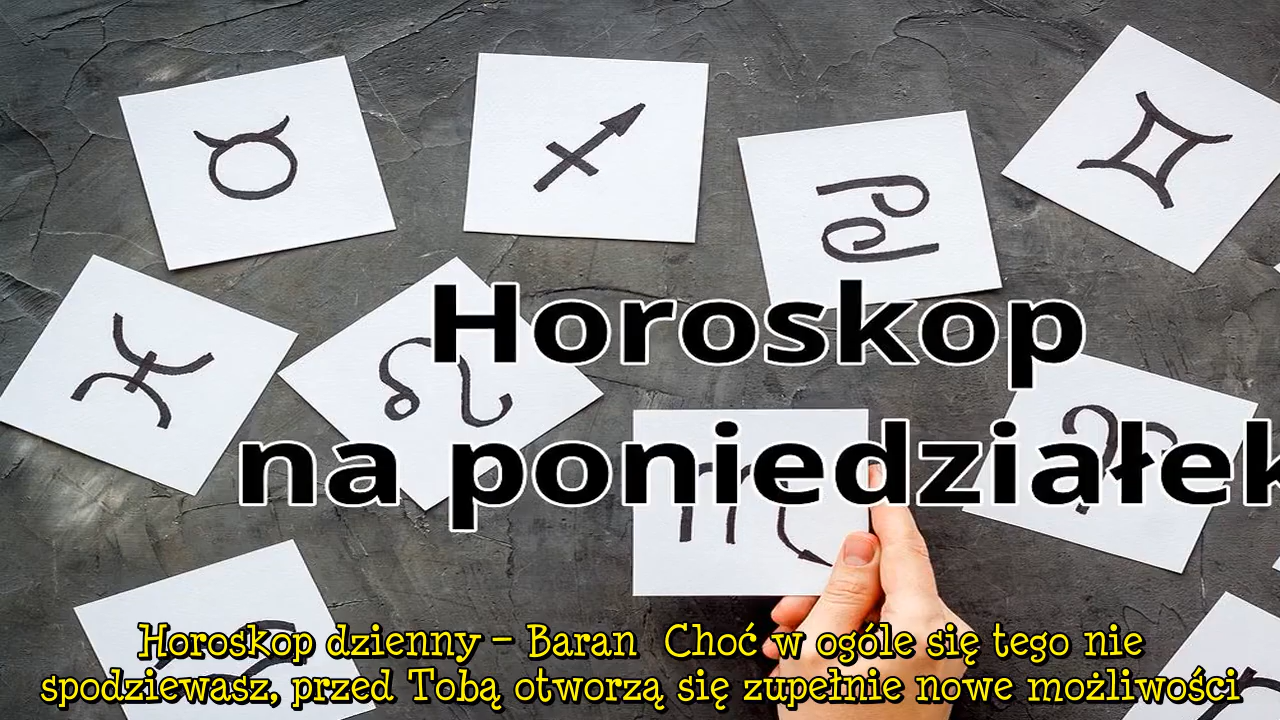 Horoskop
na poniedziałek
Horoskop dzienny – Baran Choć w ogóle się tego nie
spodziewasz, przed Tobą otworzą się zupełnie nowe możliwości